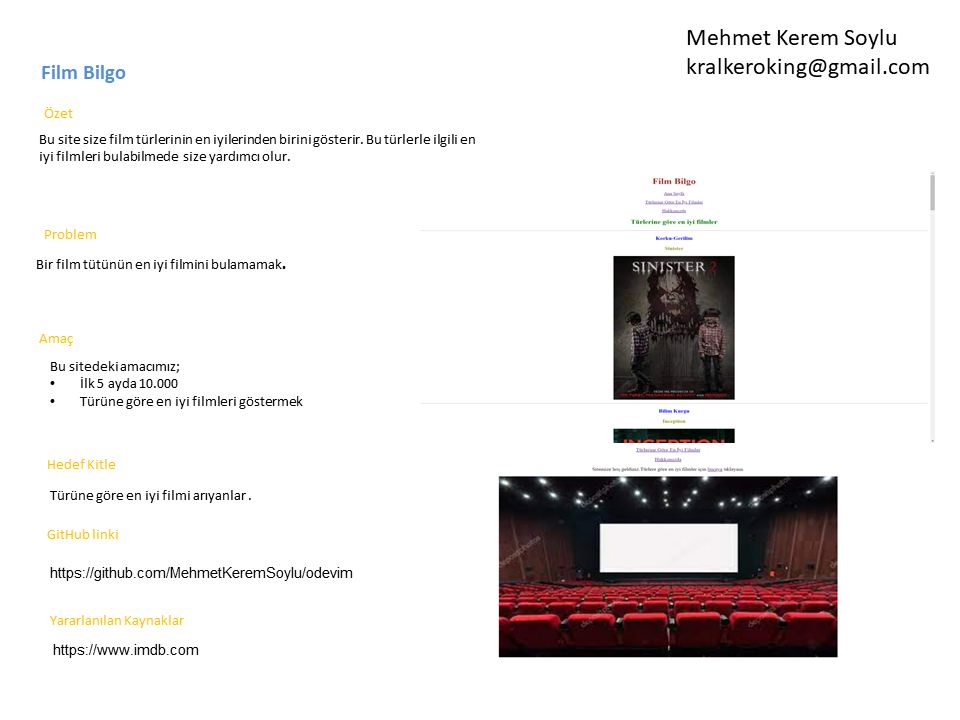 Mehmet Kerem Soylu
kralkeroking@gmail.com
Film Bilgo
Özet
Bu site size film türlerinin en iyilerinden birini gösterir. Bu türlerle ilgili en
iyi filmleri bulabilmede size yardımcı olur.
Problem
Bir film tütünün en iyi filmini bulamamak.
Amaç
Bu sitedeki amacımız;
• İlk 5 ayda 10.000
• Türüne göre en iyi filmleri göstermek
Hedef Kitle
Türüne göre en iyi filmi arıyanlar .
GitHub linki
https://github.com/MehmetKeremSoylu/odevim
Yararlanılan Kaynaklar
https://www.imdb.com
Film Bilgo
Ana Sayfa
Türlerine Göre En İyi Filmler
Hakkımızda
Türlerine göre en iyi filmler
Korku-Gerilim
Sinister
SINISTER 2
Bilim Kurgu
Inception
INCEPTION
Türlerine Göre En İyi Filmler
Hakkımızda
Sitemize hoş geldiniz.Türlere göre en iyi filmler için buraya tıklayınız.
depositphotos
depositphotos